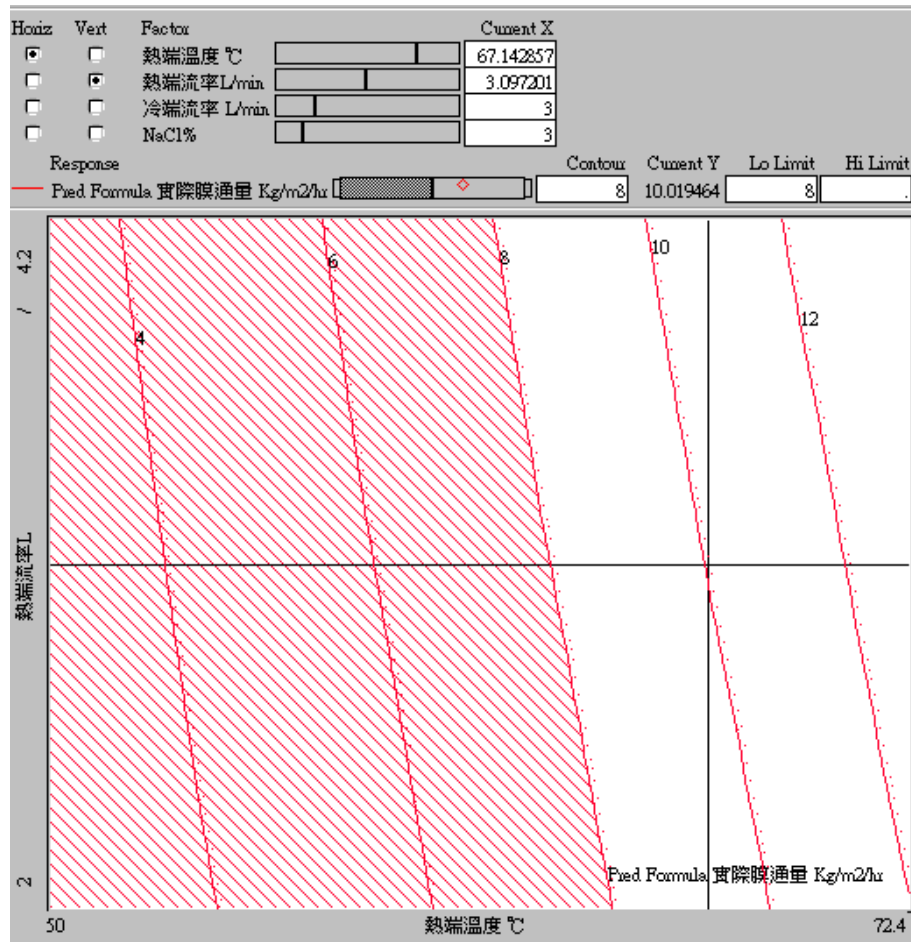 Horiz Vert Factor Current X
熱端溫度 ℃ 67.142857
熱端流率L/min 3.097201
冷端流率 L/min 3
NaCl% 3
Response Contour Current Y Lo Limit Hi Limit
Pred Formula 實際膜通量 Kg/m2/hr 8 10.019464 8 .
4.2
/
熱端流率L
2
4
6
8
10
12
Pred Formula 實際膜通量 Kg/m2/hr
50 熱端溫度 ℃ 72.4